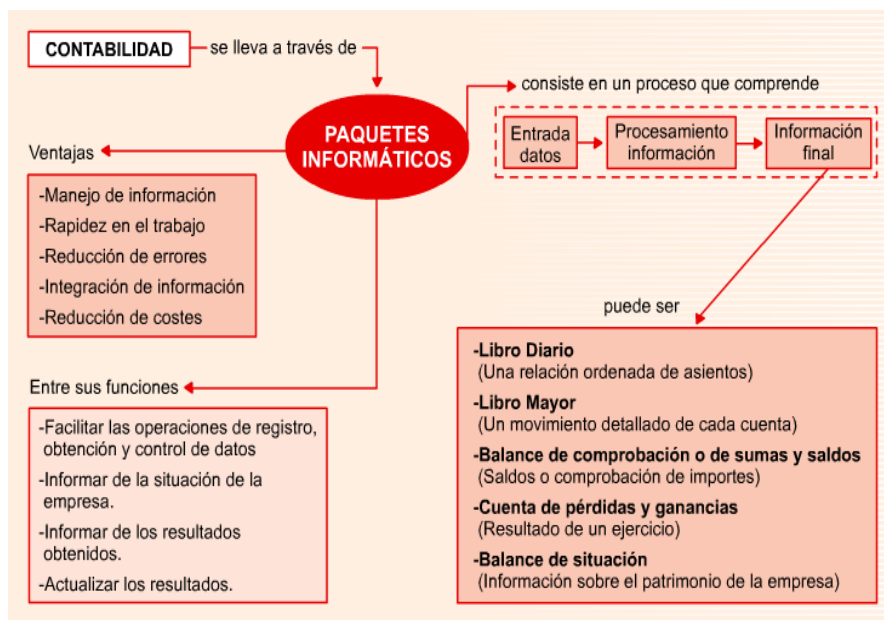 CONTABILIDAD se lleva a través de
PAQUETES
INFORMÁTICOS
consiste en un proceso que comprende
Entrada
datos
Procesamiento
información
Información
final
Ventajas
-Manejo de información
-Rapidez en el trabajo
-Reducción de errores
-Integración de información
-Reducción de costes
Entre sus funciones
-Facilitar las operaciones de registro,
obtención y control de datos
-Informar de la situación de la
empresa.
-Informar de los resultados
obtenidos.
-Actualizar los resultados.
puede ser
-Libro Diario
(Una relación ordenada de asientos)
-Libro Mayor
(Un movimiento detallado de cada cuenta)
-Balance de comprobación o de sumas y saldos
(Saldos o comprobación de importes)
-Cuenta de pérdidas y ganancias
(Resultado de un ejercicio)
-Balance de situación
(Información sobre el patrimonio de la empresa)